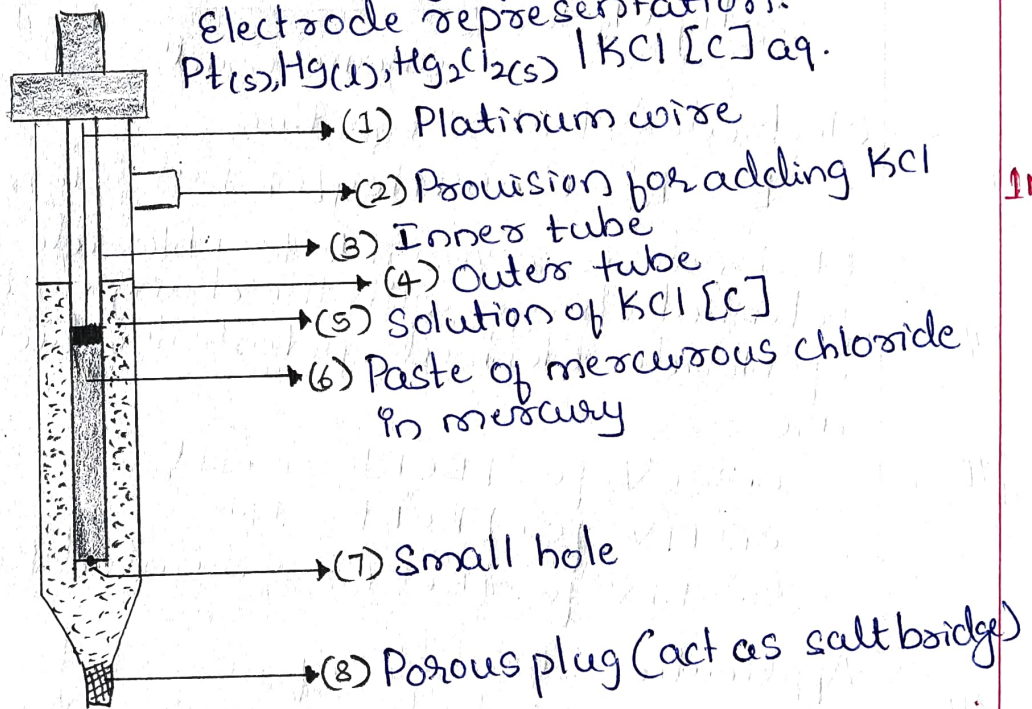 Electrode representation:
Pt(s), Hg(l), Hg₂Cl₂(s) | KCl [C] aq.
(1) Platinum wire
(2) Provision for adding KCl
(3) Inner tube
(4) Outer tube
(5) Solution of KCl [C]
(6) Paste of mercurous chloride
in mercury
(7) Small hole
(8) Porous plug (act as salt bridge)